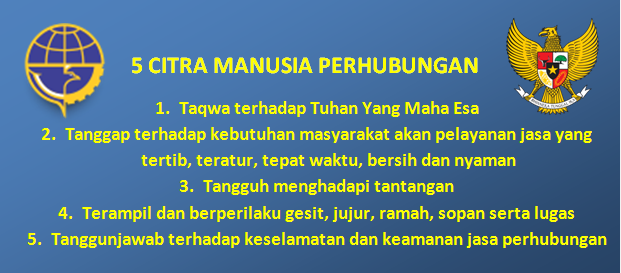 5 CITRA MANUSIA PERHUBUNGAN
1. Taqwa terhadap Tuhan Yang Maha Esa
2. Tanggap terhadap kebutuhan masyarakat akan pelayanan jasa yang
tertib, teratur, tepat waktu, bersih dan nyaman
3. Tangguh menghadapi tantangan
4. Terampil dan berperilaku gesit, jujur, ramah, sopan serta lugas
5. Tanggunjawab terhadap keselamatan dan keamanan jasa perhubungan